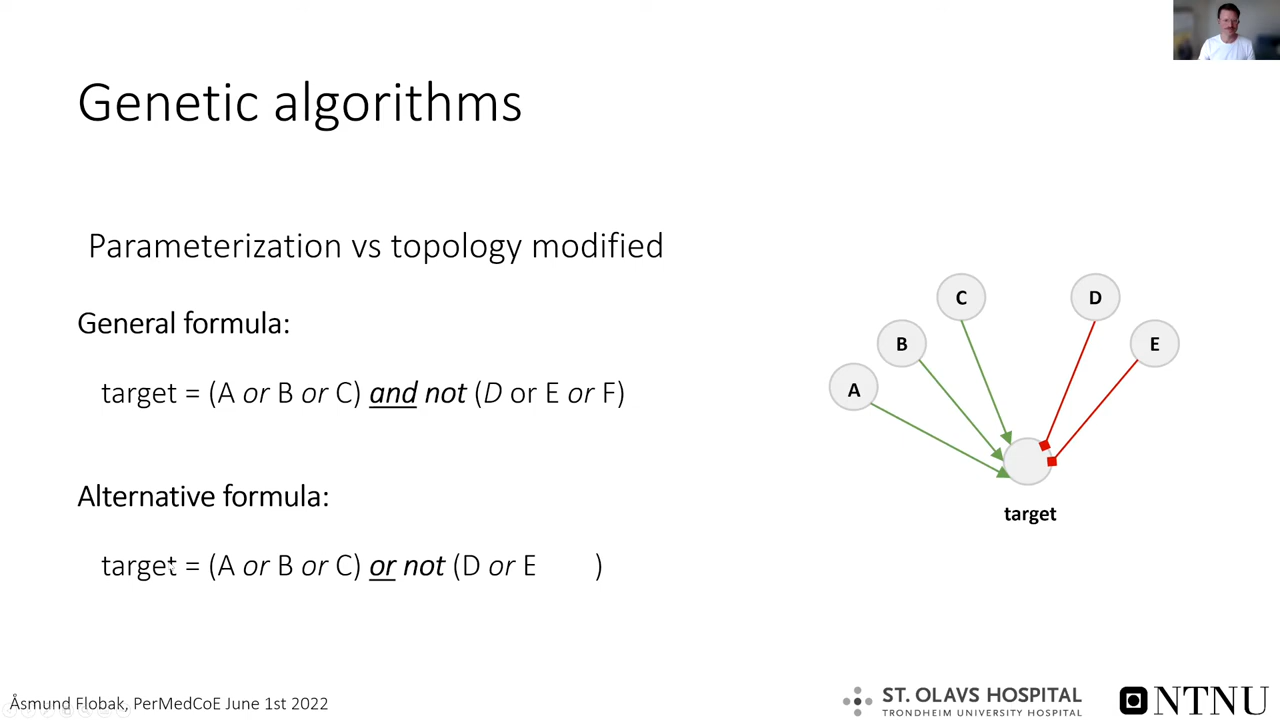 Genetic algorithms
Parameterization vs topology modified
General formula:
target = (A or B or C) and not (D or E or F)
Alternative formula:
target = (A or B or C) or not (D or E )
C
D
B
E
A
target
Åsmund Flobak, PerMedCoE June 1st 2022
ST. OLAVS HOSPITAL
TRONDHEIM UNIVERSITY HOSPITAL
NTNU